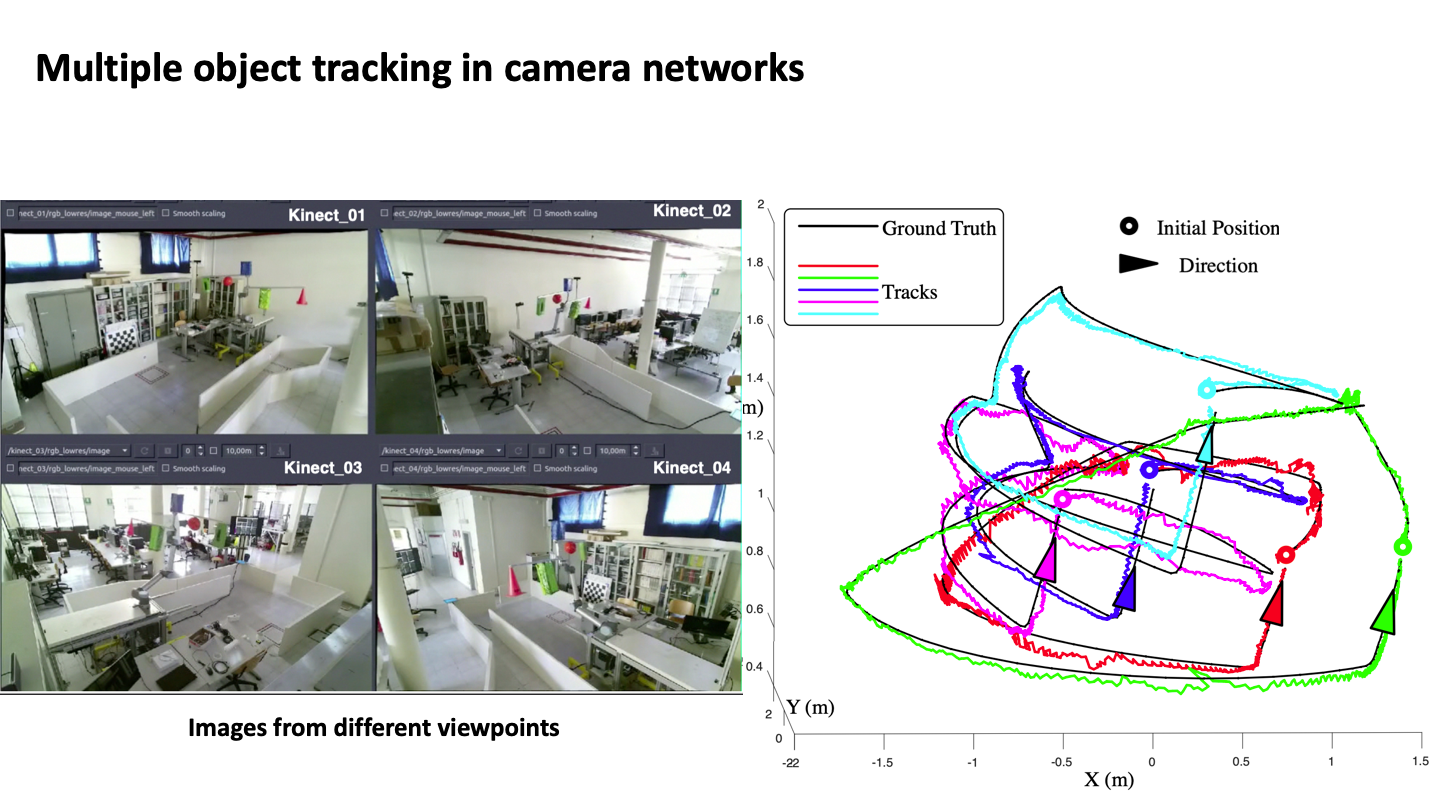 Multiple object tracking in camera networks
nect_01/rgb_lowres/image_mouse_left
Smooth scaling
Kinect_01
ect_02/rgb_lowres/image_mouse_left
Smooth scaling
Kinect_02
/kinect_03/rgb_lowres/image
0
10,00m
nect_03/rgb_lowres/image_mouse_left
Smooth scaling
Kinect_03
/kinect_04/rgb_lowres/image
0
10,00m
ect_04/rgb_lowres/image_mouse_left
Smooth scaling
Kinect_04
Images from different viewpoints
Ground Truth
Tracks
Initial Position
Direction
2
1.8
1.6
1.4
m)
1.2
1
0.8
0.6
0.4
2
Y (m)
0
-22
-1.5
-1
-0.5
0
0.5
1
1.5
X (m)